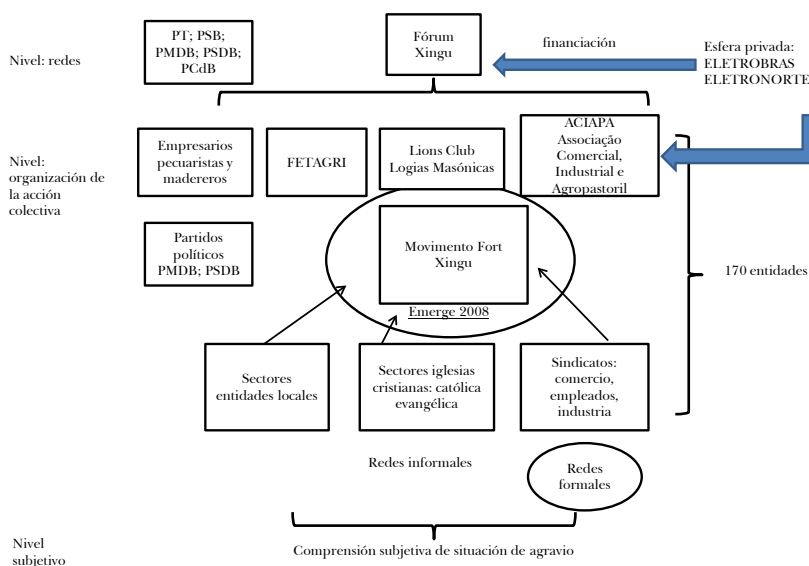 Nivel: redes
PT; PSB;
PMDB; PSDB;
PCdB
Fórum
Xingu
financiación
Esfera privada:
ELETROBRAS
ELETRONORTE
Nivel:
organización de
la acción
colectiva
Empresarios
pecuaristas y
madereros
FETAGRI
Lions Club
Logias Masónicas
ACIAPA
Associação
Comercial,
Industrial e
Agropastoril
Partidos
políticos
PMDB; PSDB
Movimento Fort
Xingu
Emerge 2008
170 entidades
Sectores
entidades locales
Sectores iglesias
cristianas: católica
evangélica
Sindicatos:
comercio,
empleados,
industria
Redes informales
Redes
formales
Nivel
subjetivo
Comprensión subjetiva de situación de agravio